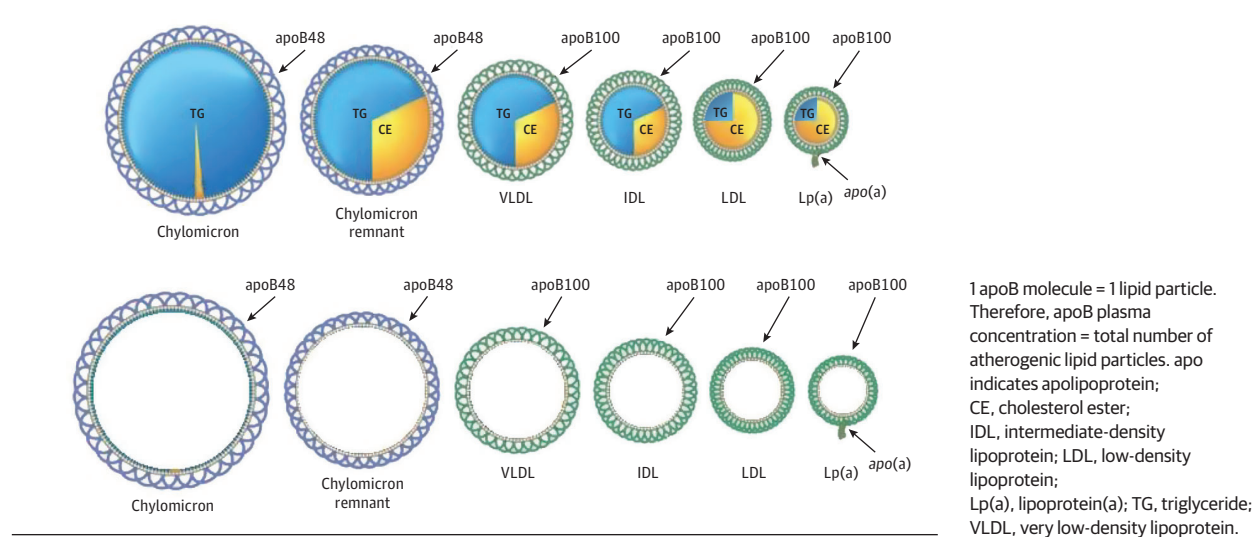 apoB48
apoB48
apoB100
apoB100
apoB100
apoB100
TG
TG
CE
TG
CE
TG
CE
TG
CE
TG
CE
Chylomicron
Chylomicron
remnant
VLDL
IDL
LDL
Lp(a)
apo(a)
apoB48
apoB48
apoB100
apoB100
apoB100
apoB100
Chylomicron
Chylomicron
remnant
VLDL
IDL
LDL
Lp(a)
apo(a)
1 apoB molecule = 1 lipid particle.
Therefore, apoB plasma
concentration = total number of
atherogenic lipid particles. apo
indicates apolipoprotein;
CE, cholesterol ester;
IDL, intermediate-density
lipoprotein; LDL, low-density
lipoprotein;
Lp(a), lipoprotein(a); TG, triglyceride;
VLDL, very low-density lipoprotein.